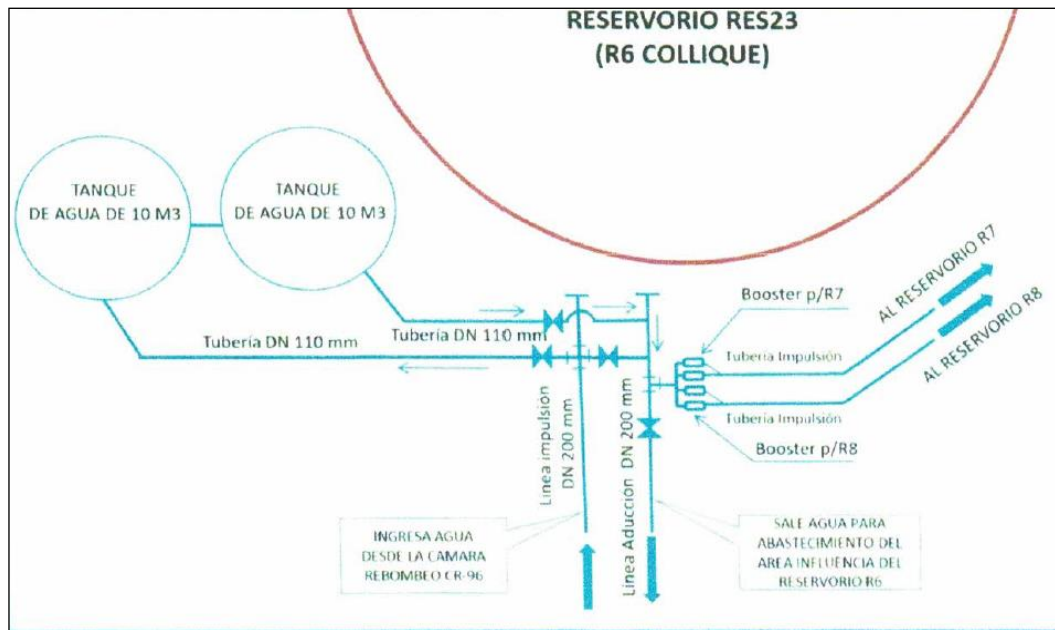 RESERVORIO RES23
(R6 COLLIQUE)
TANQUE
DE AGUA DE 10 M3
TANQUE
DE AGUA DE 10 M3
AL RESERVORIO R7
AL RESERVORIO R8
Booster p/R7
Tubería DN 110 mm
Tubería DN 110 mm
Tubería Impulsión
Tubería Impulsión
Booster p/R8
Linea impulsión
DN 200 mm
Linea Aducción DN 200 mm
INGRESA AGUA
DESDE LA CAMARA
REBOMBEO CR-96
SALE AGUA PARA
ABASTECIMIENTO DEL
AREA INFLUENCIA DEL
RESERVORIO R6